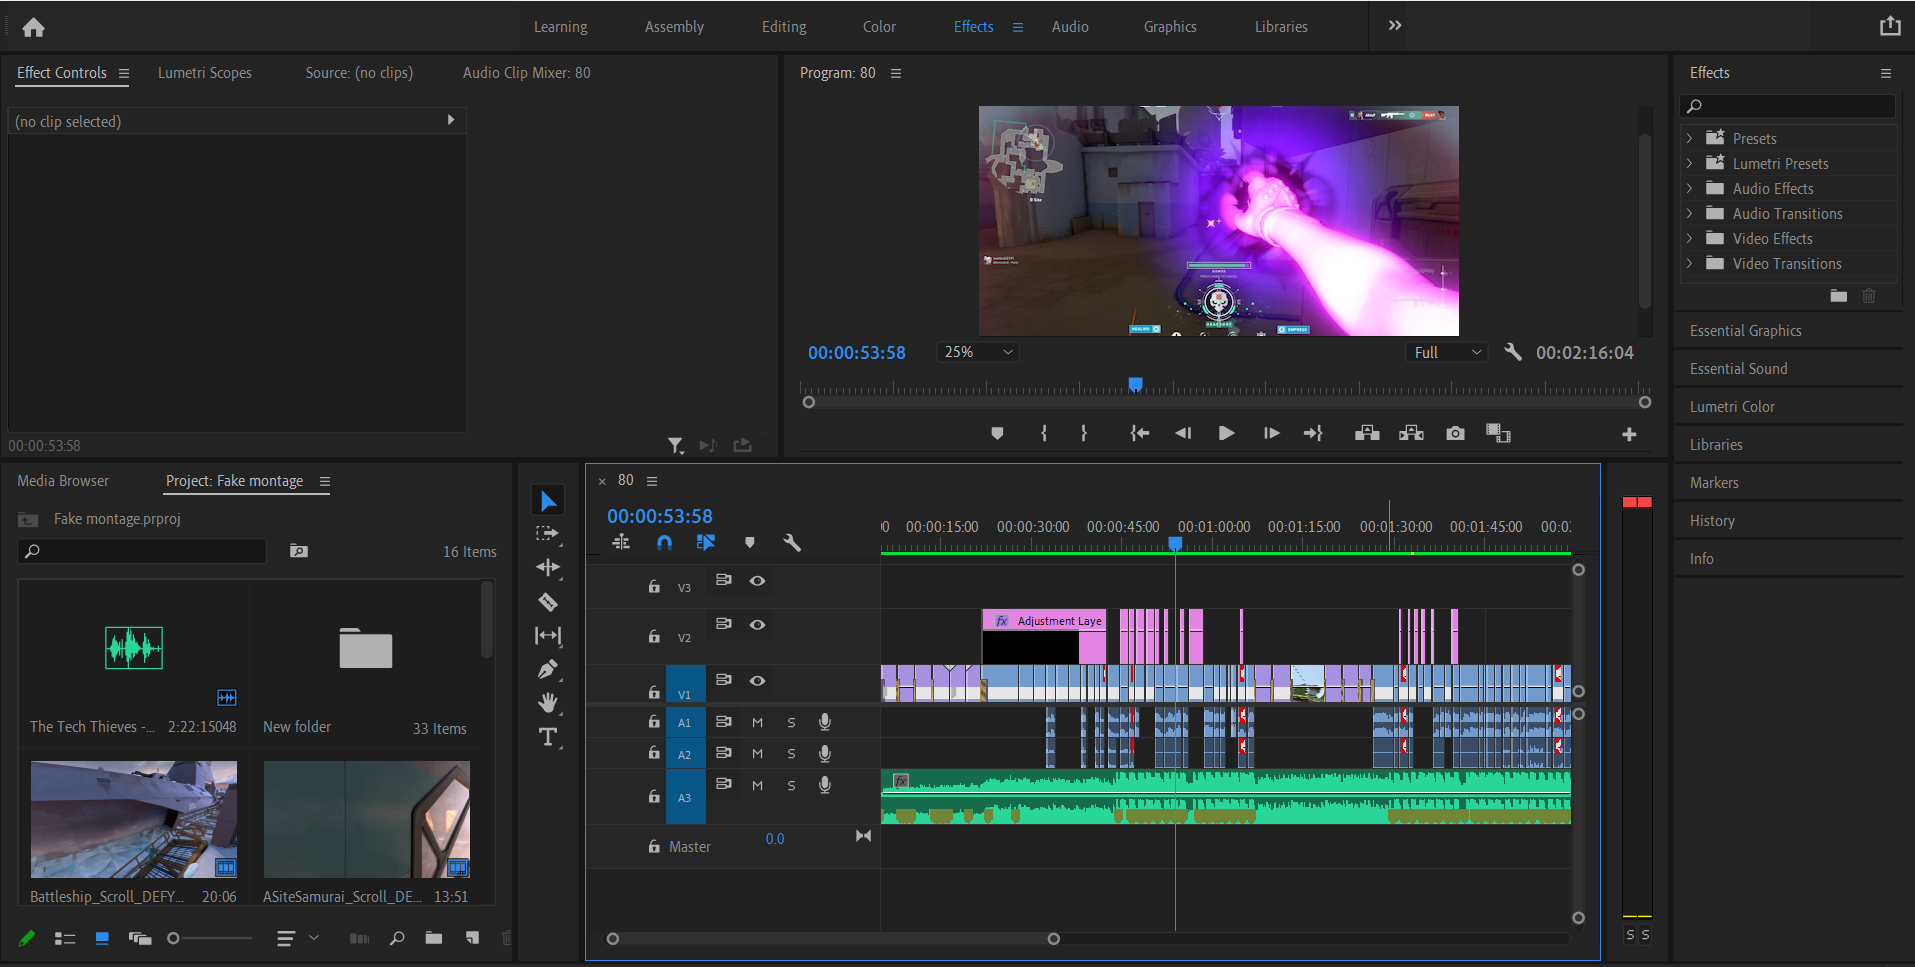 Learning
Assembly
Editing
Color
Effects
Audio
Graphics
Libraries
Effect Controls
Lumetri Scopes
Source: (no clips)
Audio Clip Mixer: 80
(no clip selected)
00:00:53:58
Program: 80
B Site
HEADSHOT
HEALING
EMPRESS
00:00:53:58
25%
Full
00:02:16:04
Effects
Presets
Lumetri Presets
Audio Effects
Audio Transitions
Video Effects
Video Transitions
Essential Graphics
Essential Sound
Lumetri Color
Libraries
Markers
History
Info
Media Browser
Project: Fake montage
Fake montage.prproj
16 Items
The Tech Thieves -... 2:22:15048
New folder 33 Items
Battleship_Scroll_DEFY... 20:06
ASiteSamurai_Scroll_DE... 13:51
× 80
00:00:53:58
00:00:15:00 00:00:30:00 00:00:45:00 00:01:00:00 00:01:15:00 00:01:30:00 00:01:45:00
V3
V2
fx Adjustment Laye
V1
A1 M S
A2 M S
A3 M S
fx
Master 0.0
S S